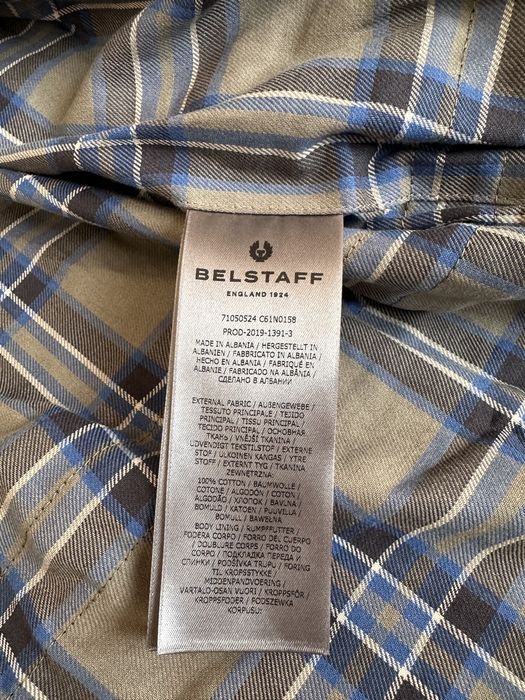 BELSTAFF
ENGLAND 1924
71050524 C61N0158
PROD-2019-1391-3
MADE IN ALBANIA / HERGESTELLT IN
ALBANIEN / FABBRICATO IN ALBANIA /
HECHO EN ALBANIA / FABRIQUÉ EN
ALBANIE / FABRICADO NA ALBÂNIA /
СДЕЛАНО В АЛБАНИИ
EXTERNAL FABRIC / AUßENGEWEBE /
TESSUTO PRINCIPALE / TEJIDO
PRINCIPAL / TISSU PRINCIPAL /
TECIDO PRINCIPAL / ОСНОВНАЯ
ТКАНЬ / VNĚJŠÍ TKANINA /
UDVENDIGT TEKSTILSTOF / EXTERNE
STOF / ULKOINEN KANGAS / YTRE
STOFF / EXTERNT TYG / TKANINA
ZEWNĘTRZNA:
100% COTTON / BAUMWOLLE /
COTONE / ALGODÓN / COTON /
ALGODÃO / ХЛОПОК / BAVLNA /
BOMULD / KATOEN / PUUVILLA /
BOMULL / BAWEŁNA
BODY LINING / RUMPFFUTTER /
FODERA CORPO / FORRO DEL CUERPO
/ DOUBLURE CORPS / FORRO DO
CORPO / ПОДКЛАДКА ПЕРЕДА И
СПИНКИ / PODŠÍVKA TRUPU / FORING
TIL KROPSSTYKKE /
MIDDENPANDVOERING /
VARTALO-OSAN VUORI / KROPPSFÔR /
KROPPSFODER / PODSZEWKA
KORPUSU: